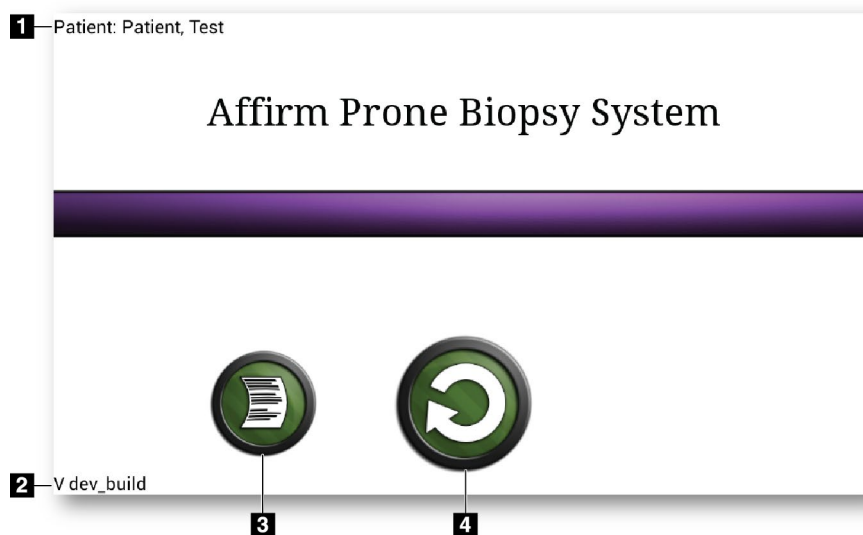 1 Patient: Patient, Test
Affirm Prone Biopsy System
2 V dev_build
3 4